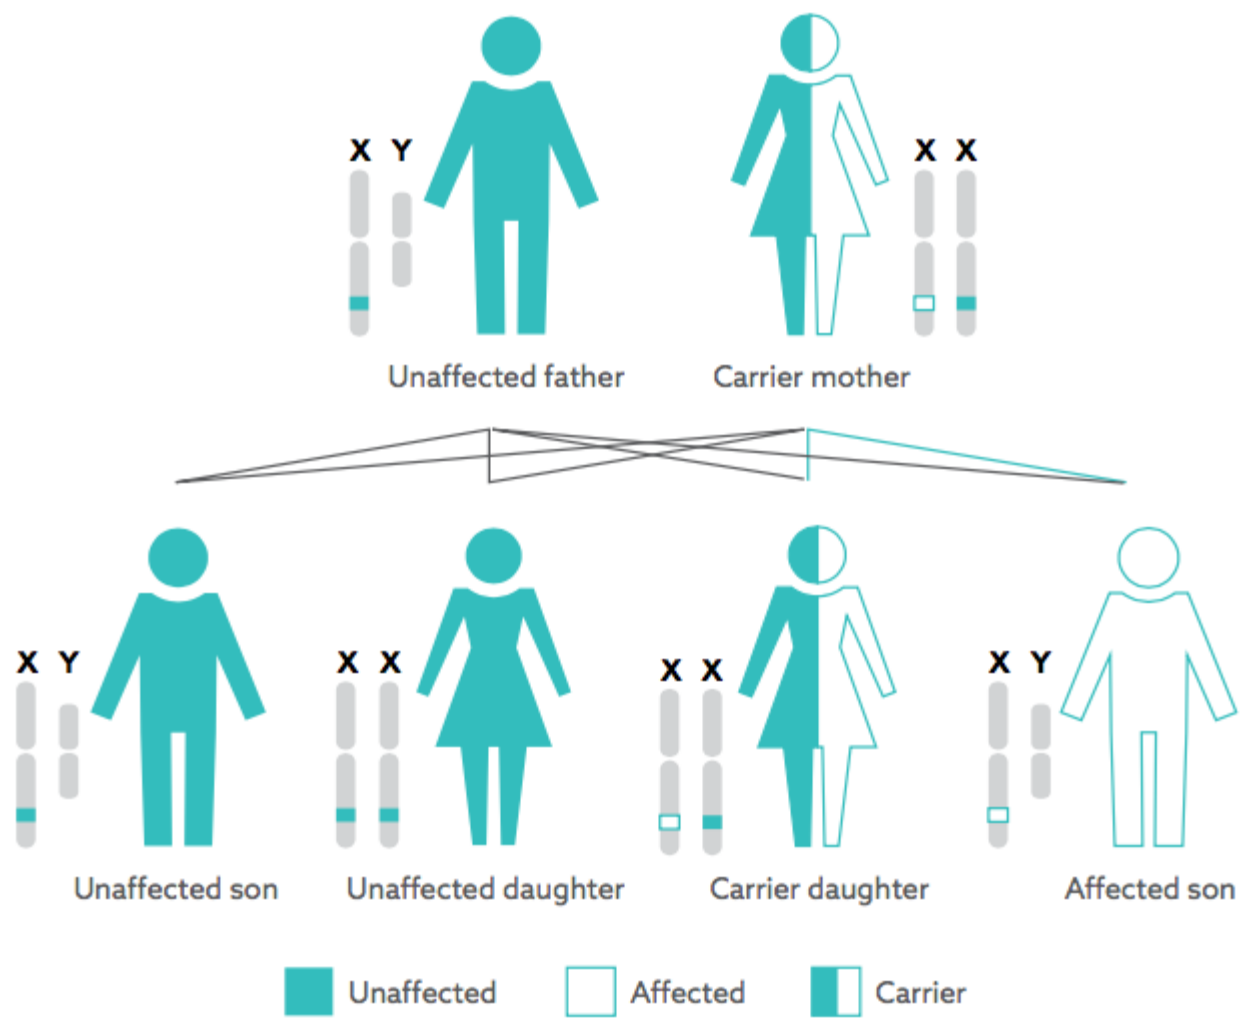 X Y
X X
Unaffected father
Carrier mother
X Y
X X
X X
X Y
Unaffected son
Unaffected daughter
Carrier daughter
Affected son
Unaffected
Affected
Carrier